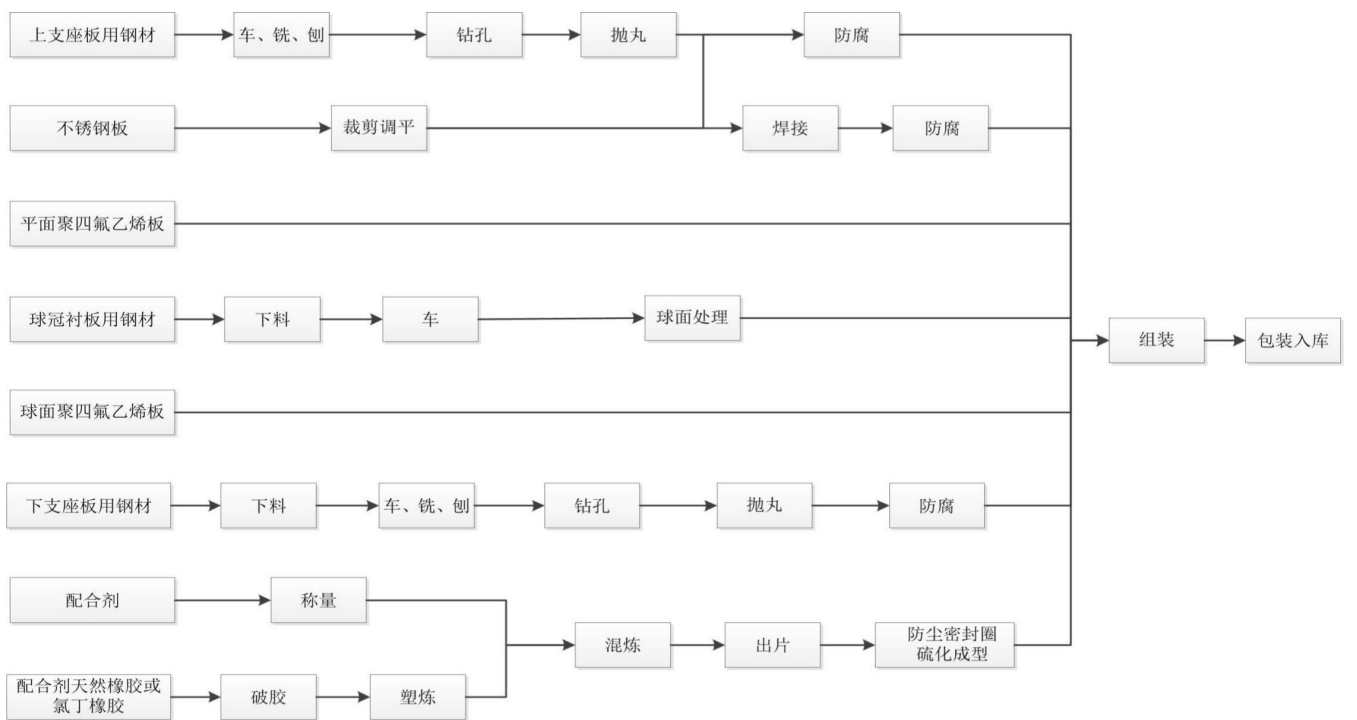 上支座板用钢材
车、铣、刨
钻孔
抛丸
防腐
不锈钢板
裁剪调平
焊接
防腐
平面聚四氟乙烯板
球冠衬板用钢材
下料
车
球面处理
组装
包装入库
球面聚四氟乙烯板
下支座板用钢材
下料
车、铣、刨
钻孔
抛丸
防腐
配合剂
称量
混炼
出片
防尘密封圈
硫化成型
配合剂天然橡胶或
氯丁橡胶
破胶
塑炼